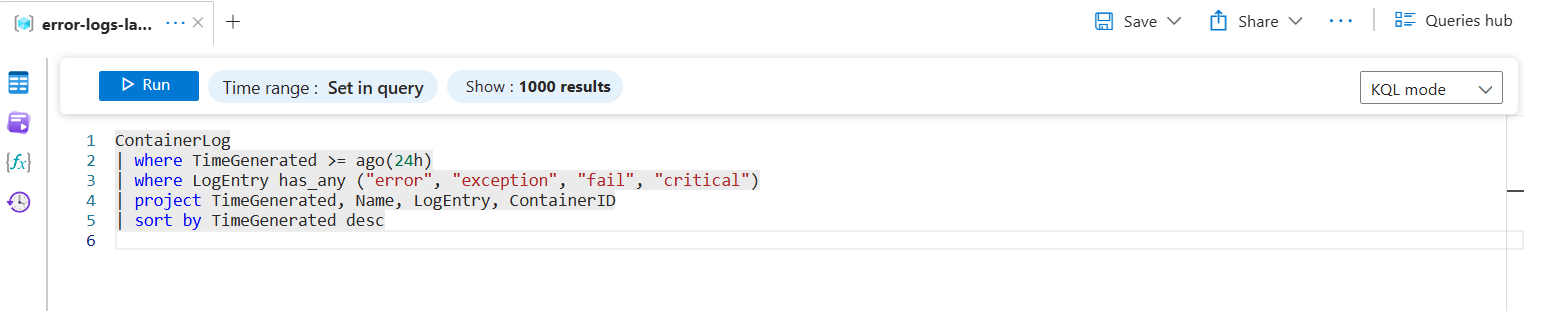 error-logs-la... ··· × +
Save Share ··· Queries hub
Run Time range : Set in query Show : 1000 results KQL mode
1 ContainerLog
2 | where TimeGenerated >= ago(24h)
3 | where LogEntry has_any ("error", "exception", "fail", "critical")
4 | project TimeGenerated, Name, LogEntry, ContainerID
5 | sort by TimeGenerated desc
6